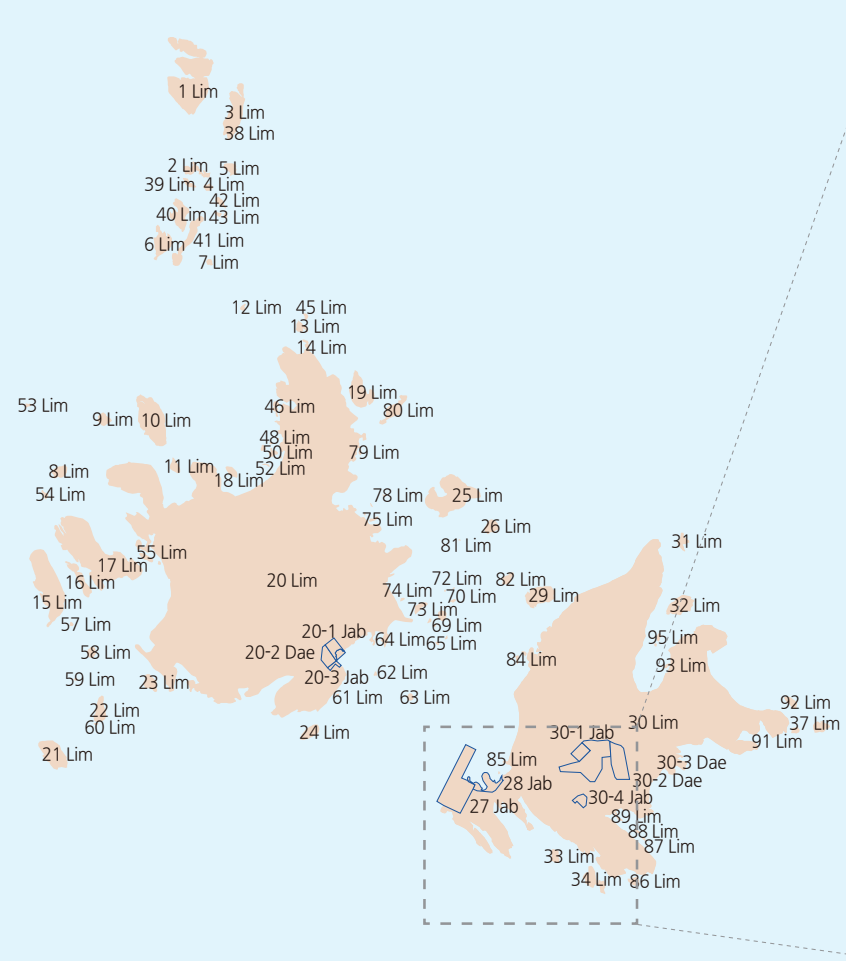 1 Lim
3 Lim
38 Lim
2 Lim
5 Lim
39 Lim
4 Lim
42 Lim
40 Lim
43 Lim
6 Lim
41 Lim
7 Lim
12 Lim
45 Lim
13 Lim
14 Lim
19 Lim
53 Lim
46 Lim
80 Lim
9 Lim
10 Lim
48 Lim
50 Lim
79 Lim
8 Lim
11 Lim
52 Lim
18 Lim
54 Lim
78 Lim
25 Lim
75 Lim
26 Lim
31 Lim
81 Lim
55 Lim
17 Lim
16 Lim
20 Lim
72 Lim
82 Lim
74 Lim
70 Lim
29 Lim
15 Lim
73 Lim
32 Lim
57 Lim
69 Lim
20-1 Jab
64 Lim
65 Lim
95 Lim
58 Lim
20-2 Dae
84 Lim
93 Lim
59 Lim
23 Lim
20-3 Jab
62 Lim
61 Lim
63 Lim
92 Lim
22 Lim
60 Lim
24 Lim
30-1 Jab
30 Lim
37 Lim
91 Lim
21 Lim
85 Lim
30-3 Dae
28 Jab
30-2 Dae
27 Jab
30-4 Jab
89 Lim
88 Lim
87 Lim
33 Lim
34 Lim
86 Lim